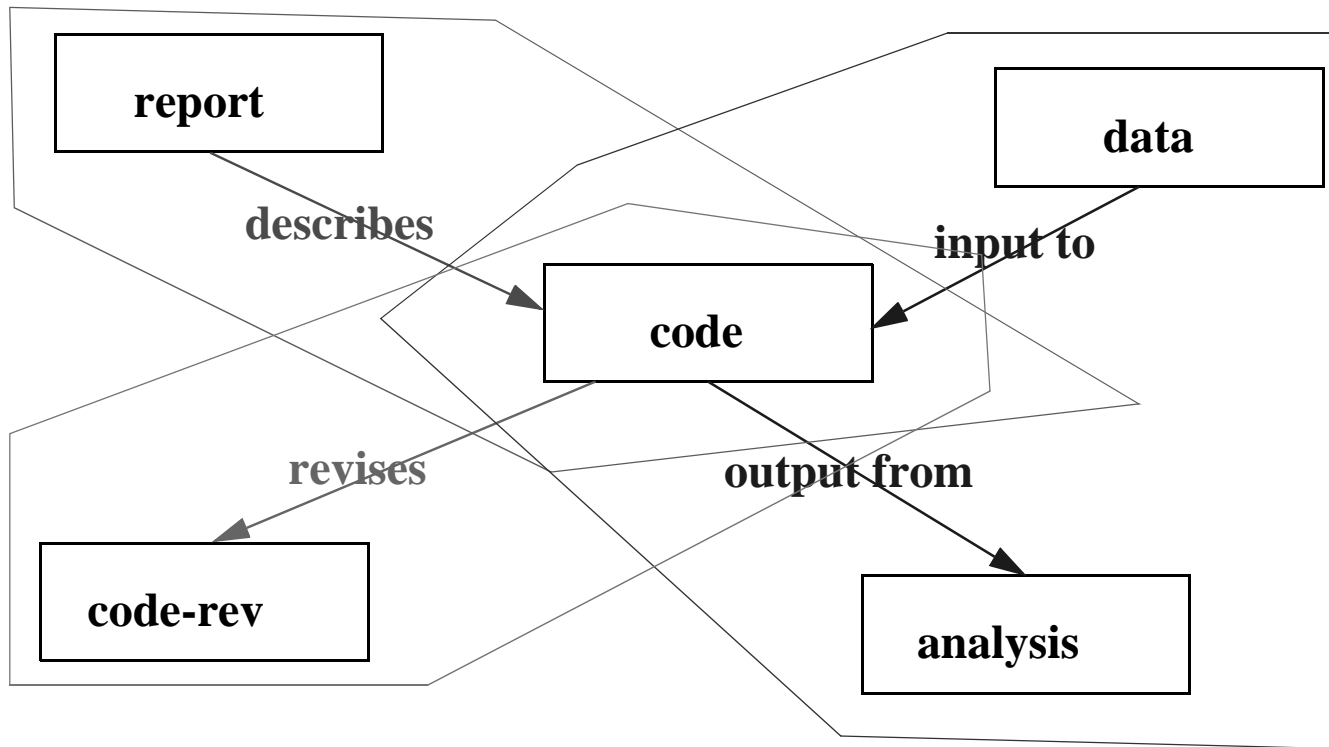 report
data
describes
input to
code
revises
output from
code-rev
analysis